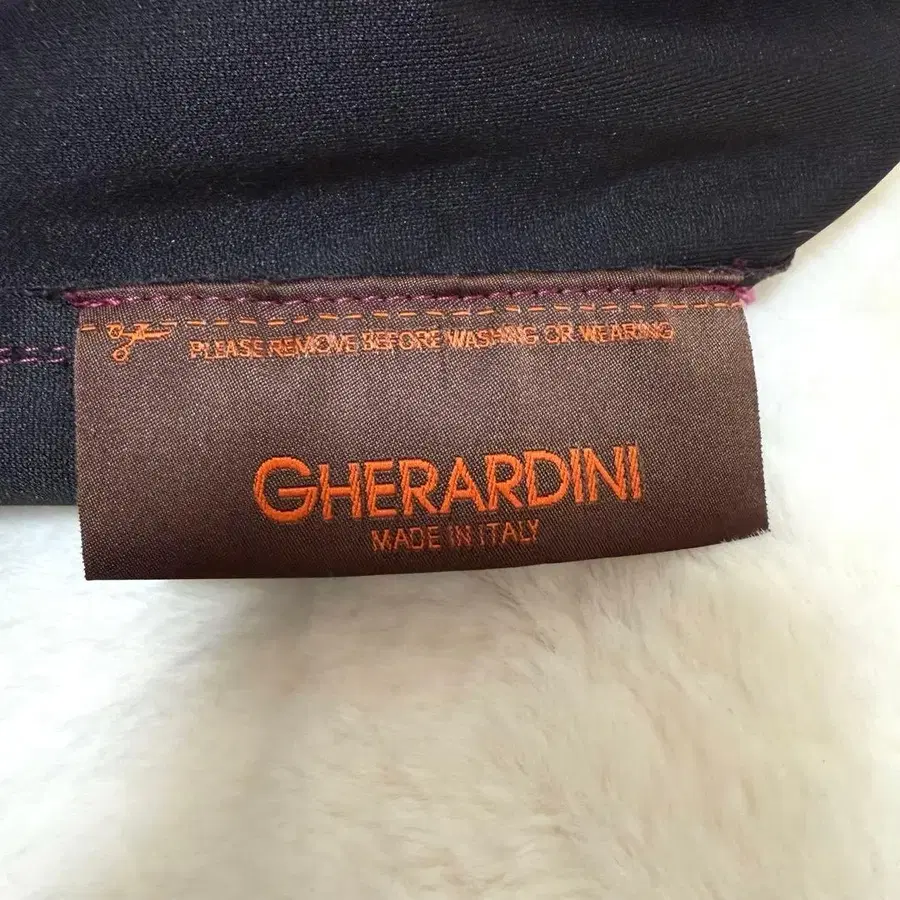 PLEASE REMOVE BEFORE WASHING OR WEARING
GHERARDINI
MADE IN ITALY